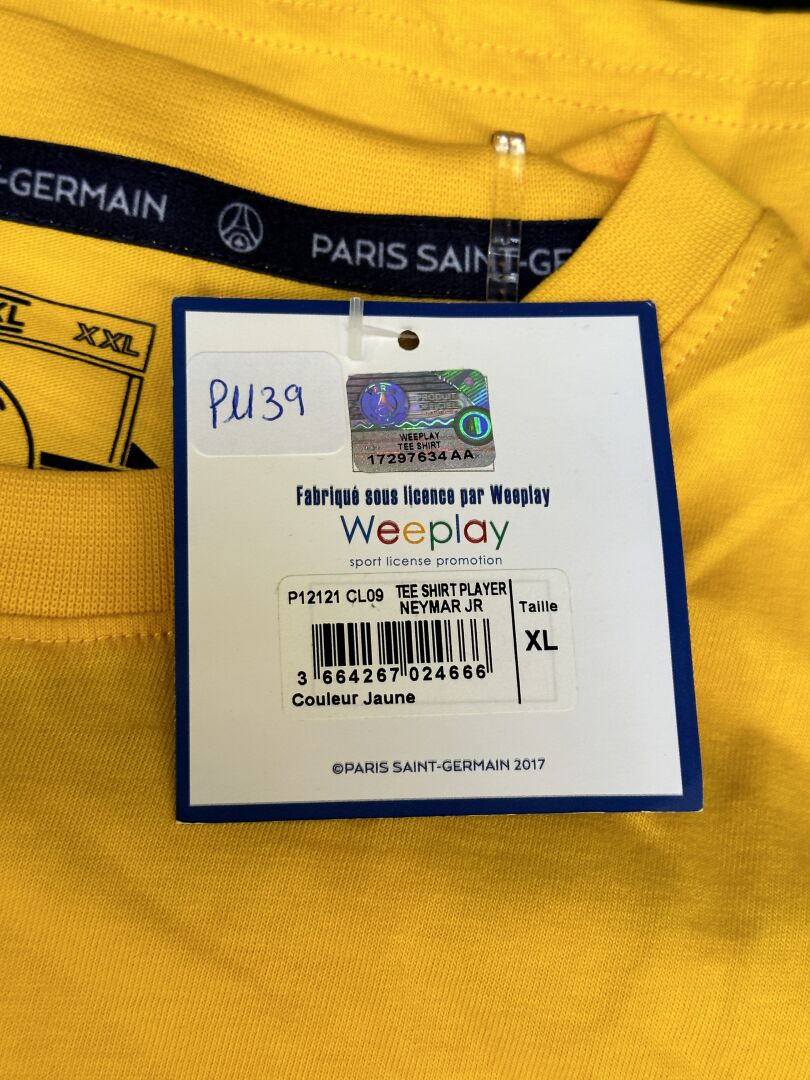 -GERMAIN
PARIS SAINT-GE
XL
XXL
PU39
PRODUIT
OFFICIEL
WEEPLAY
TEE SHIRT
17297634AA
Fabriqué sous licence par Weeplay
Weeplay
sport license promotion
P12121 CL09 TEE SHIRT PLAYER
NEYMAR JR
Taille
XL
3 664267 024666
Couleur Jaune
©PARIS SAINT-GERMAIN 2017